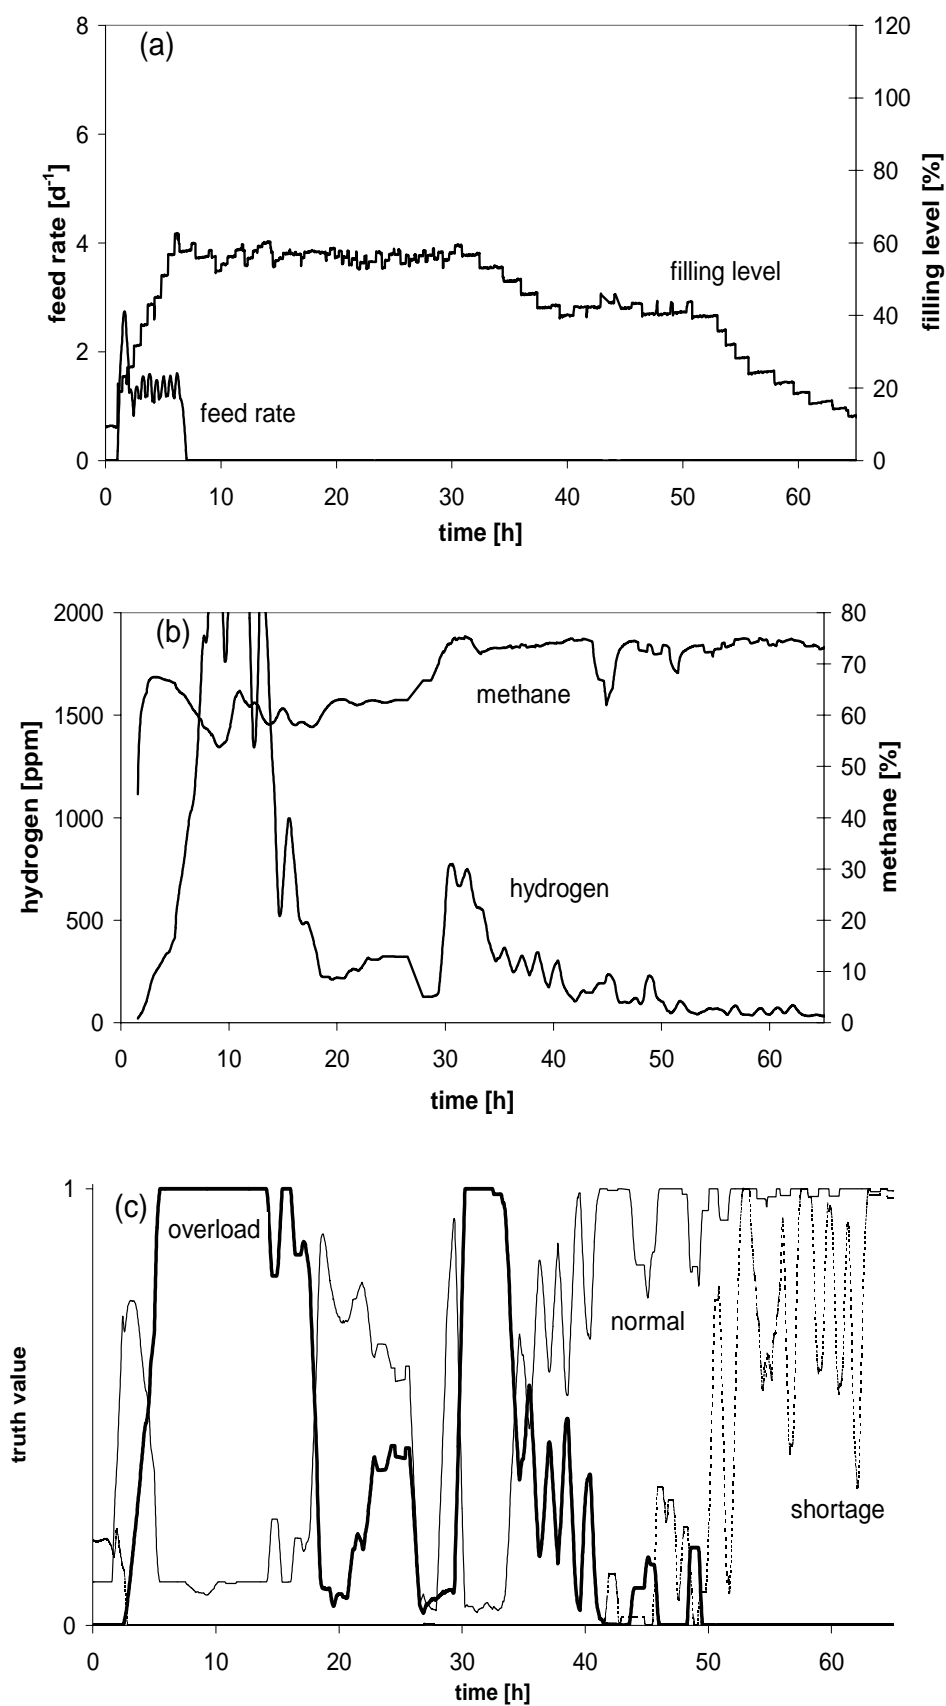 (a)
8
6
4
2
0
120
100
80
60
40
20
0
feed rate [d-1]
filling level [%]
filling level
feed rate
0 10 20 30 40 50 60
time [h]
(b)
2000
1500
1000
500
0
80
70
60
50
40
30
20
10
0
hydrogen [ppm]
methane [%]
methane
hydrogen
0 10 20 30 40 50 60
time [h]
(c)
1
0
truth value
overload
normal
shortage
0 10 20 30 40 50 60
time [h]